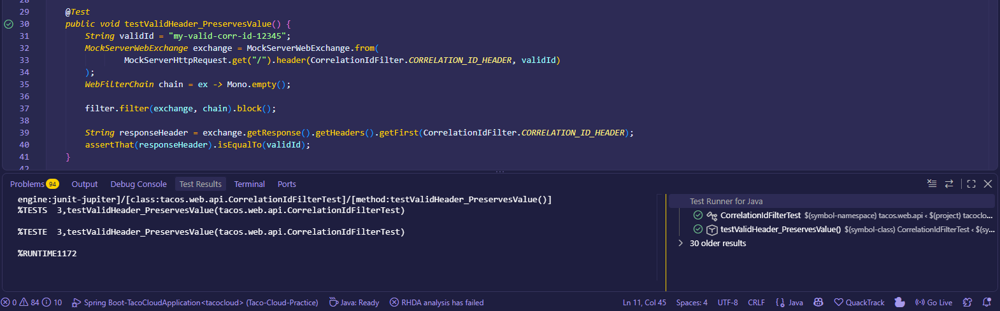 28
29 @Test
30 public void testValidHeader_PreservesValue() {
31 String validId = "my-valid-corr-id-12345";
32 MockServerWebExchange exchange = MockServerWebExchange.from(
33 MockServerHttpRequest.get("/").header(CorrelationIdFilter.CORRELATION_ID_HEADER, validId)
34 );
35 WebFilterChain chain = ex -> Mono.empty();
36
37 filter.filter(exchange, chain).block();
38
39 String responseHeader = exchange.getResponse().getHeaders().getFirst(CorrelationIdFilter.CORRELATION_ID_HEADER);
40 assertThat(responseHeader).isEqualTo(validId);
41 }
42
Problems 94 Output Debug Console Test Results Terminal Ports
engine:junit-jupiter]/[class:tacos.web.api.CorrelationIdFilterTest]/[method:testValidHeader_PreservesValue()]
%TESTS 3,testValidHeader_PreservesValue(tacos.web.api.CorrelationIdFilterTest)
%TESTE 3,testValidHeader_PreservesValue(tacos.web.api.CorrelationIdFilterTest)
%RUNTIME1172
Test Runner for Java
CorrelationIdFilterTest $(symbol-namespace) tacos.web.api < $(project) tacoclo...
testValidHeader_PreservesValue() $(symbol-class) CorrelationIdFilterTest < $(sy...
30 older results
0 84 10 Spring Boot-TacoCloudApplication<tacocloud> (Taco-Cloud-Practice) Java: Ready RHDA analysis has failed Ln 11, Col 45 Spaces: 4 UTF-8 CRLF {} Java QuackTrack Go Live